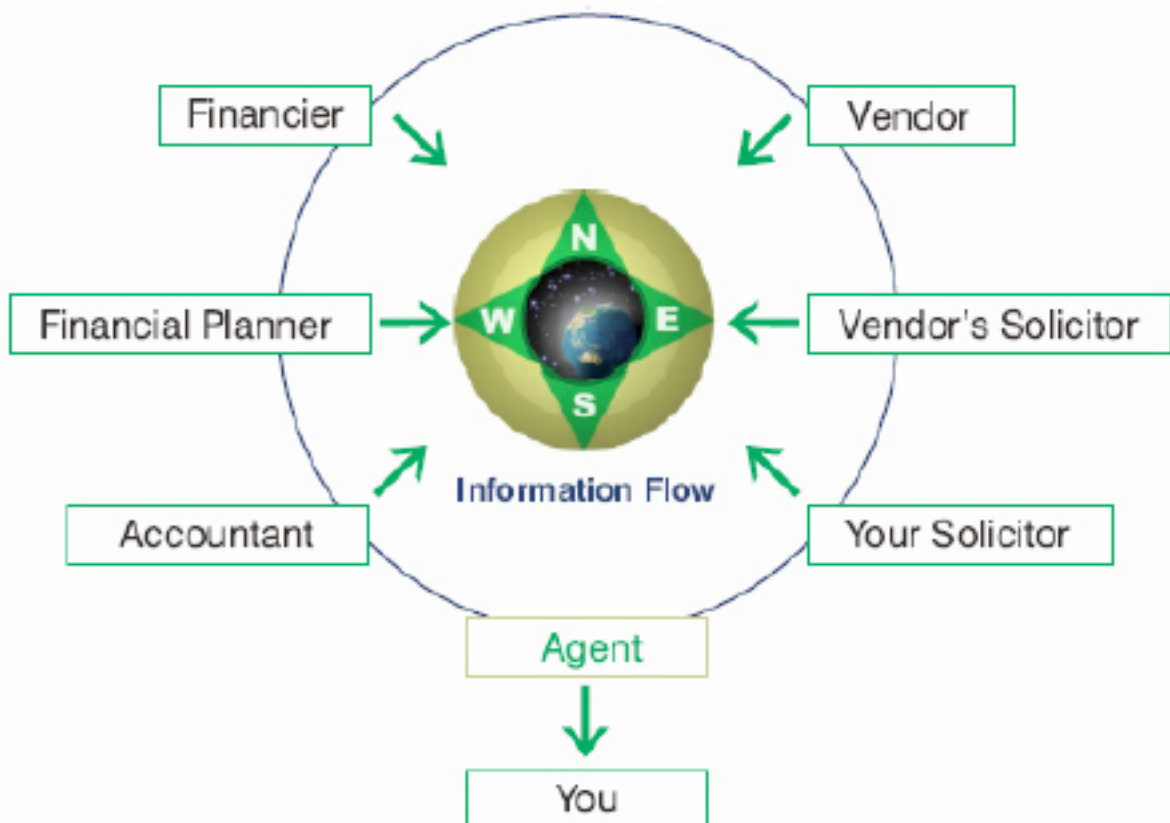 Financier
Vendor
N
W
E
S
Financial Planner
Vendor's Solicitor
Information Flow
Accountant
Your Solicitor
Agent
You